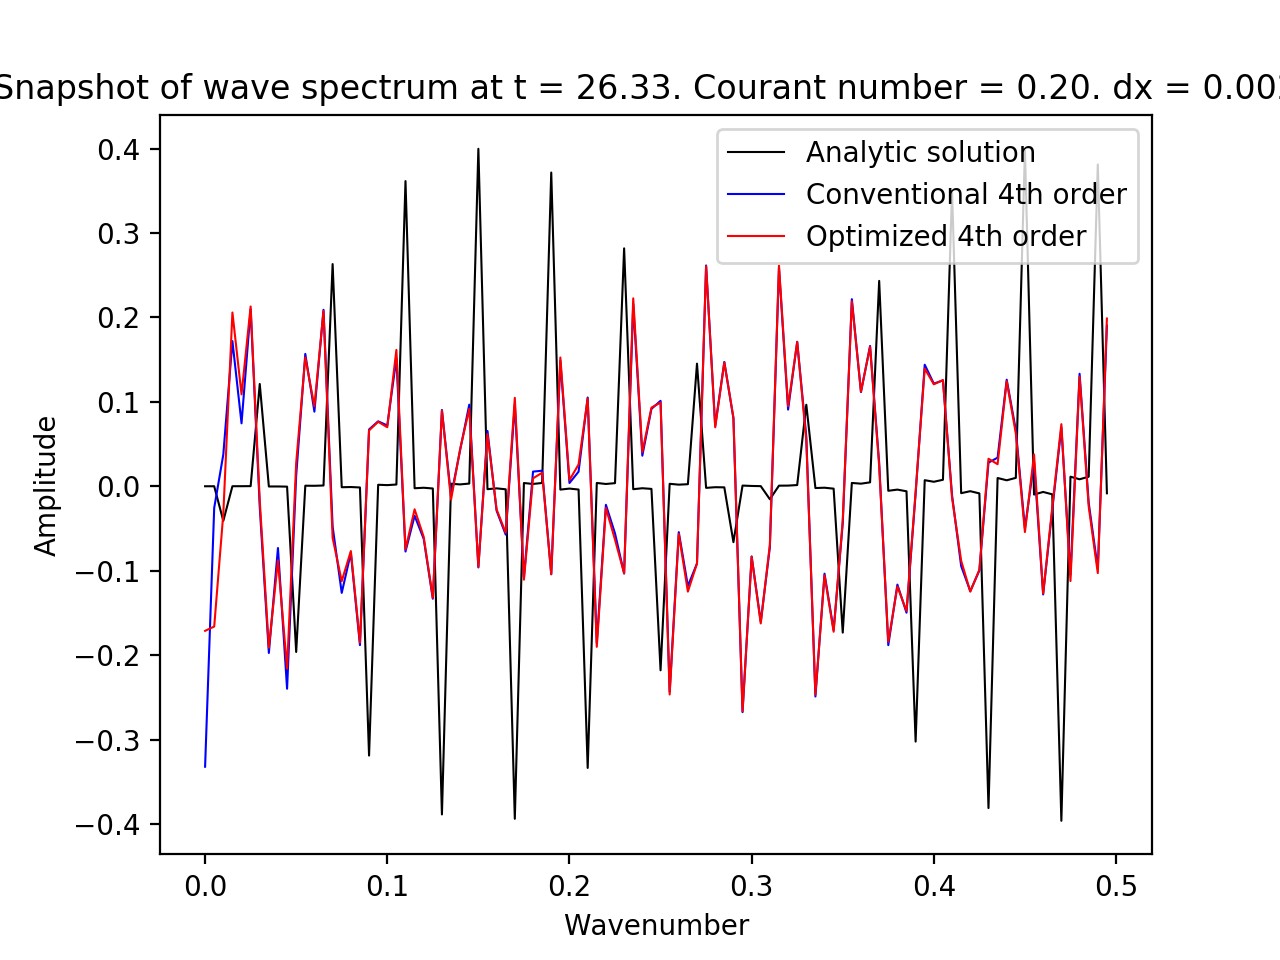 Snapshot of wave spectrum at t = 26.33. Courant number = 0.20. dx = 0.002
Analytic solution
Conventional 4th order
Optimized 4th order
Amplitude
0.4
0.3
0.2
0.1
0.0
−0.1
−0.2
−0.3
−0.4
0.0 0.1 0.2 0.3 0.4 0.5
Wavenumber